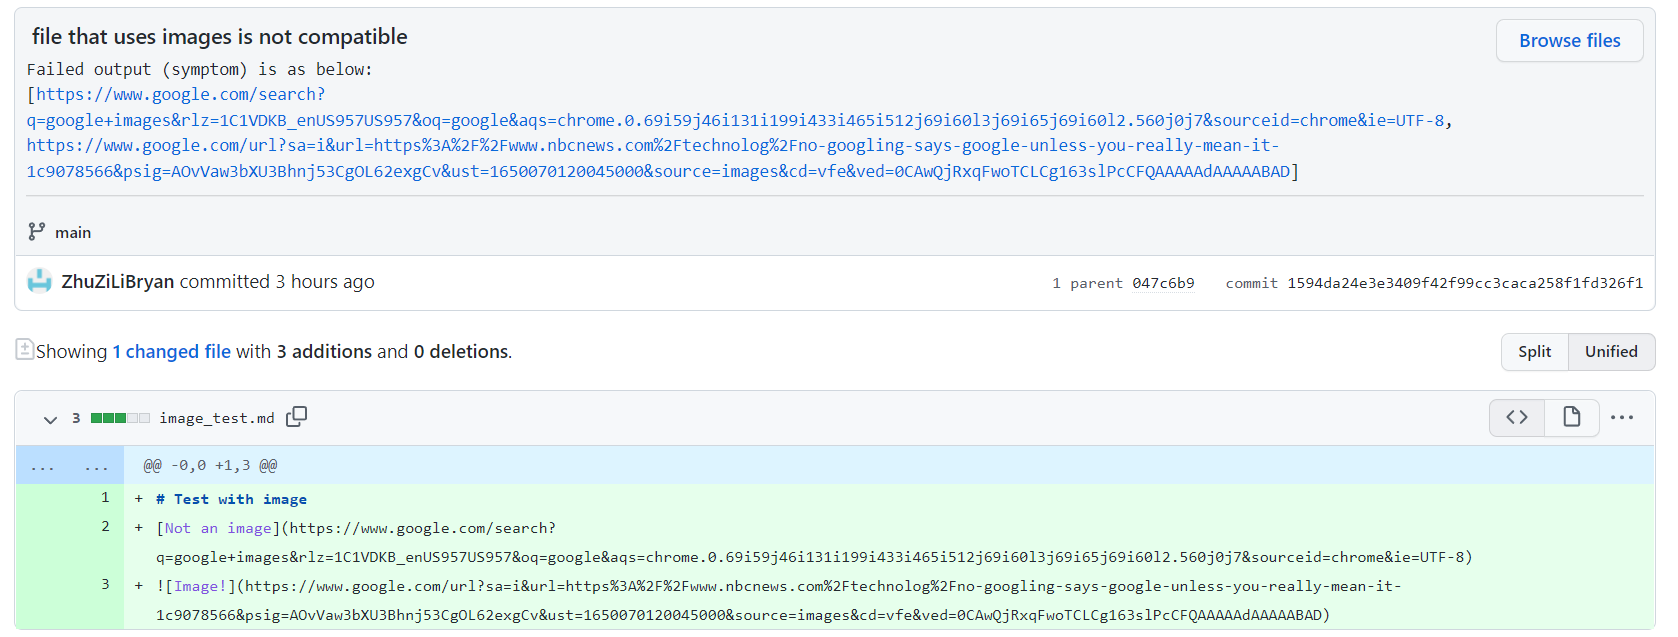 file that uses images is not compatible
Browse files
Failed output (symptom) is as below:
[https://www.google.com/search?
q=google+images&rlz=1C1VDKB_enUS957US957&oq=google&aqs=chrome.0.69i59j46i131i199i433i465i512j69i60l3j69i65j69i60l2.560j0j7&sourceid=chrome&ie=UTF-8,
https://www.google.com/url?sa=i&url=https%3A%2F%2Fwww.nbcnews.com%2Ftechnolog%2Fno-googling-says-google-unless-you-really-mean-it-
1c9078566&psig=AOvVaw3bXU3Bhnj53CgOL62exgCv&ust=1650070120045000&source=images&cd=vfe&ved=0CAwQjRxqFwoTCLCg163slPcCFQAAAAAdAAAAABAD]
main
ZhuZiLiBryan committed 3 hours ago
1 parent 047c6b9 commit 1594da24e3e3409f42f99cc3caca258f1fd326f1
Showing 1 changed file with 3 additions and 0 deletions.
Split Unified
3 image_test.md
... ... @@ -0,0 +1,3 @@
1 + # Test with image
2 + [Not an image](https://www.google.com/search?
q=google+images&rlz=1C1VDKB_enUS957US957&oq=google&aqs=chrome.0.69i59j46i131i199i433i465i512j69i60l3j69i65j69i60l2.560j0j7&sourceid=chrome&ie=UTF-8)
3 + ![Image!](https://www.google.com/url?sa=i&url=https%3A%2F%2Fwww.nbcnews.com%2Ftechnolog%2Fno-googling-says-google-unless-you-really-mean-it-
1c9078566&psig=AOvVaw3bXU3Bhnj53CgOL62exgCv&ust=1650070120045000&source=images&cd=vfe&ved=0CAwQjRxqFwoTCLCg163slPcCFQAAAAAdAAAAABAD)